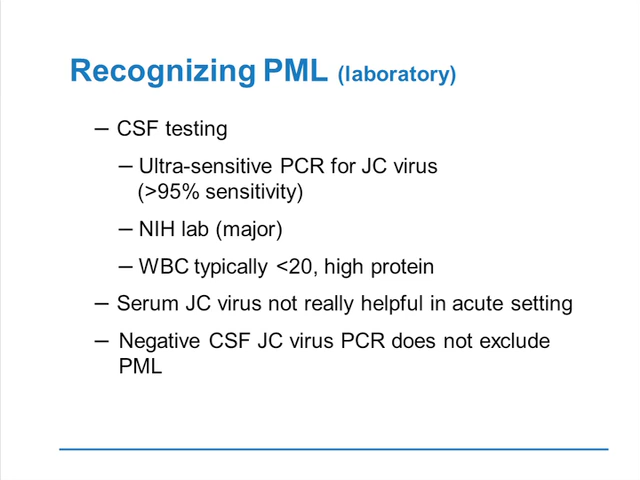 Recognizing PML (laboratory)
– CSF testing
– Ultra-sensitive PCR for JC virus
(>95% sensitivity)
– NIH lab (major)
– WBC typically <20, high protein
– Serum JC virus not really helpful in acute setting
– Negative CSF JC virus PCR does not exclude
PML